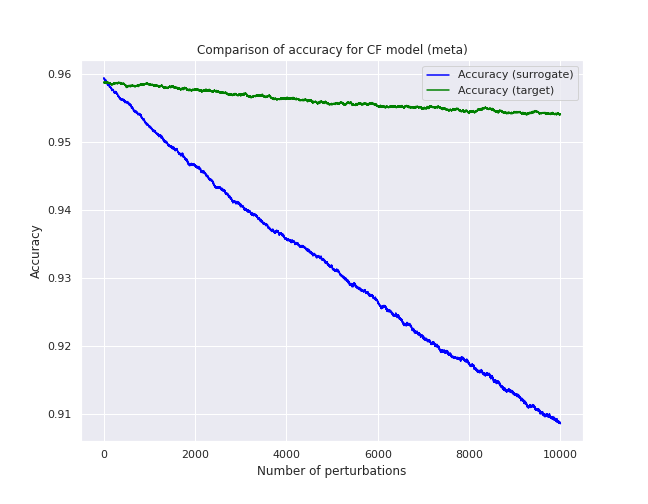 Comparison of accuracy for CF model (meta)
Accuracy (surrogate)
Accuracy (target)
0.96
0.95
0.94
0.93
0.92
0.91
Accuracy
0
2000
4000
6000
8000
10000
Number of perturbations